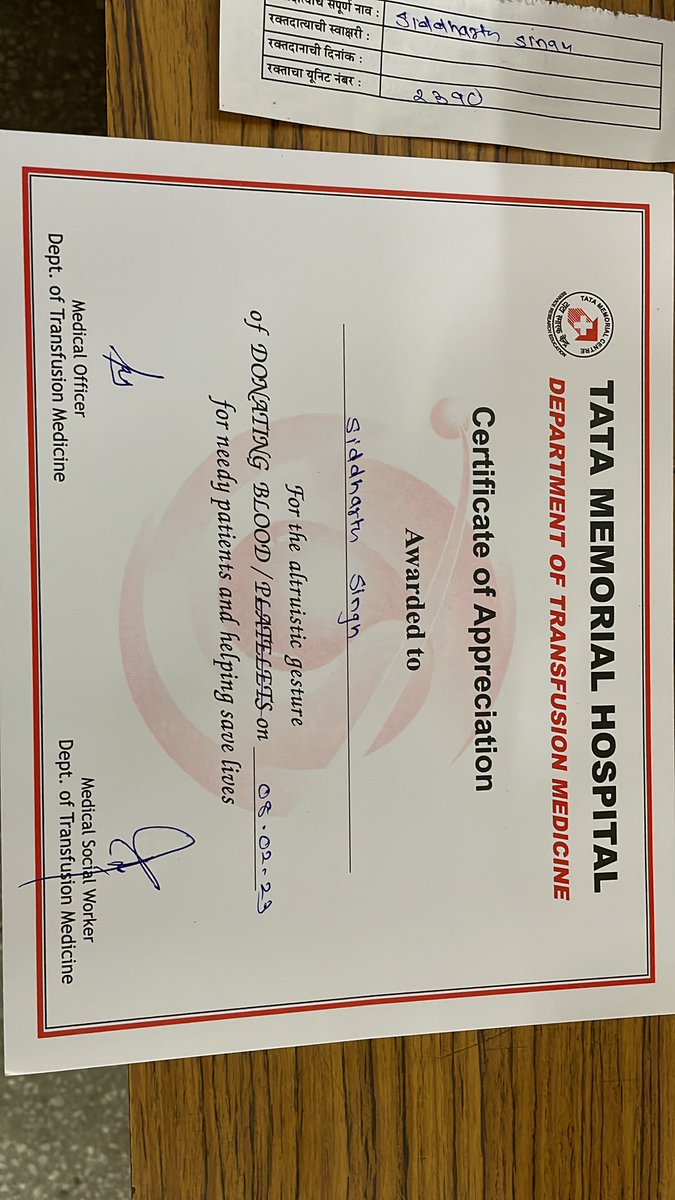 संपूर्ण नाव : Siddharth Singh
रक्तदात्याची स्वाक्षरी :
रक्तदानाची दिनांक :
रक्ताचा यूनिट नंबर : २३९०
TATA MEMORIAL CENTRE
TATA MEMORIAL HOSPITAL
DEPARTMENT OF TRANSFUSION MEDICINE
Certificate of Appreciation
Awarded to
Siddharth Singh
For the altruistic gesture
of DONATING BLOOD / PLATELETS on 08.02.23
for needy patients and helping save lives
Medical Officer
Dept. of Transfusion Medicine
Medical Social Worker
Dept. of Transfusion Medicine